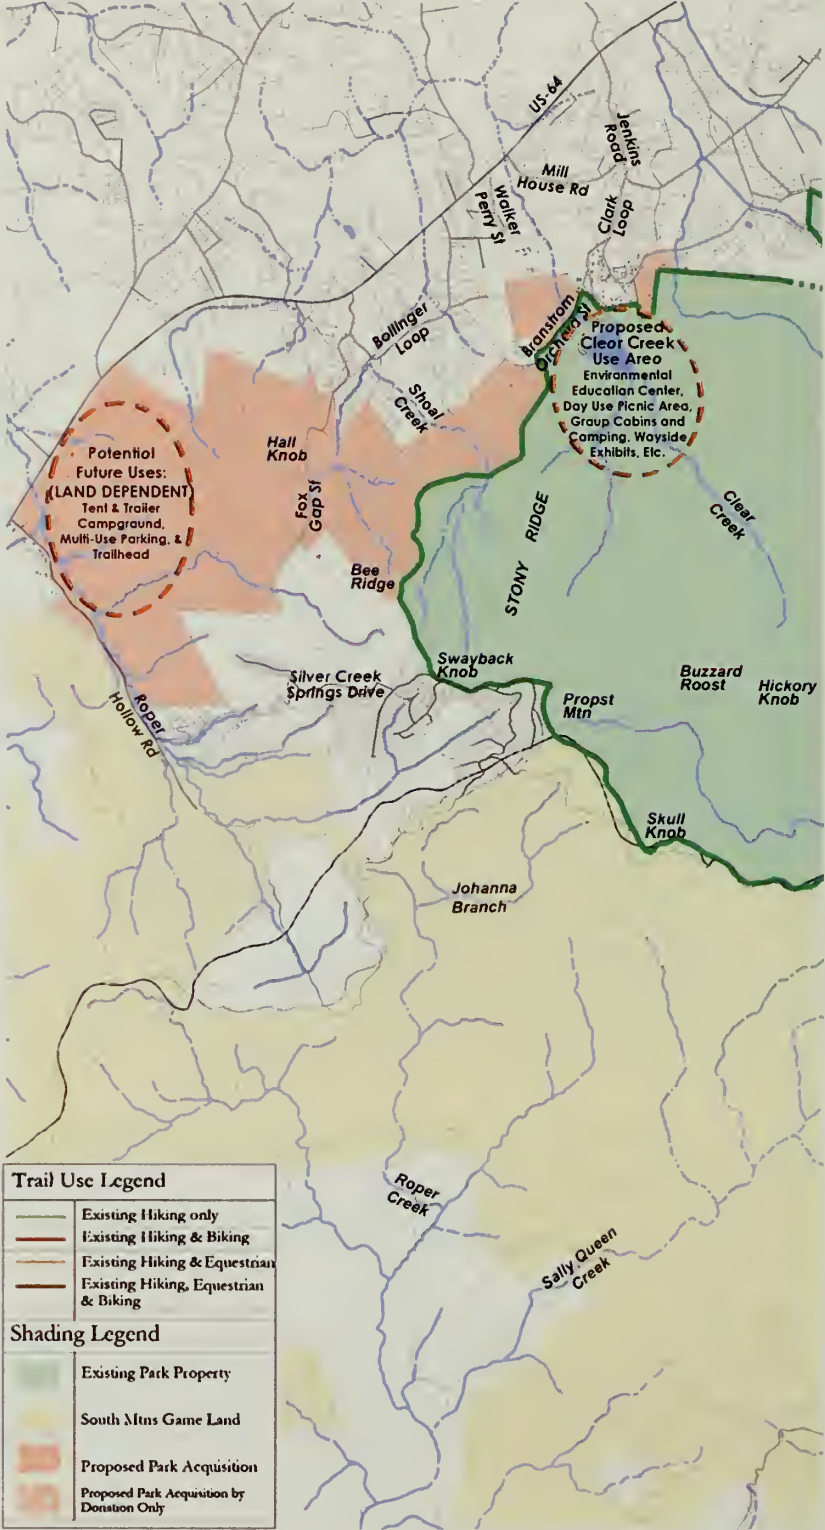 US-64
Jenkins
Road
Mill
House Rd
Walker
Perry St
Clark
Loop
Bollinger
Loop
Branstrom
Orchard St
Proposed
Cleor Creek
Use Areo
Environmental
Education Center,
Day Use Picnic Area,
Group Cabins and
Camping, Wayside
Exhibits, Etc.
Shoal
Creek
Hall
Knob
Potential
Future Uses:
(LAND DEPENDENT)
Tent & Trailer
Campground,
Multi-Use Parking, &
Trailhead
Fox
Gap St
Clear
Creek
STONY RIDGE
Bee
Ridge
Swayback
Knob
Silver Creek
Springs Drive
Buzzard
Roost
Hickory
Knob
Propst
Mtn
Roper
Hollow Rd
Skull
Knob
Johanna
Branch
Roper
Creek
Sally Queen
Creek
Trail Use Legend
Existing Hiking only
Existing Hiking & Biking
Existing Hiking & Equestrian
Existing Hiking, Equestrian
& Biking
Shading Legend
Existing Park Property
South Mtns Game Land
Proposed Park Acquisition
Proposed Park Acquisition by
Donation Only